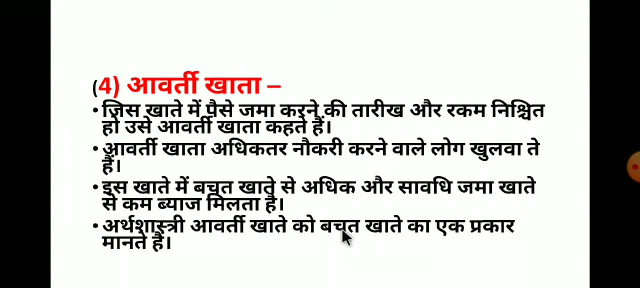 (4) आवर्ती खाता –
• जिस खाते में पैसे जमा करने की तारीख और रकम निश्चित
हो उसे आवर्ती खाता कहते हैं।
• आवर्ती खाता अधिकतर नौकरी करने वाले लोग खुलवा ते
हैं।
• इस खाते में बचत खाते से अधिक और सावधि जमा खाते
से कम ब्याज मिलता है।
• अर्थशास्त्री आवर्ती खाते को बचत खाते का एक प्रकार
मानते हैं।